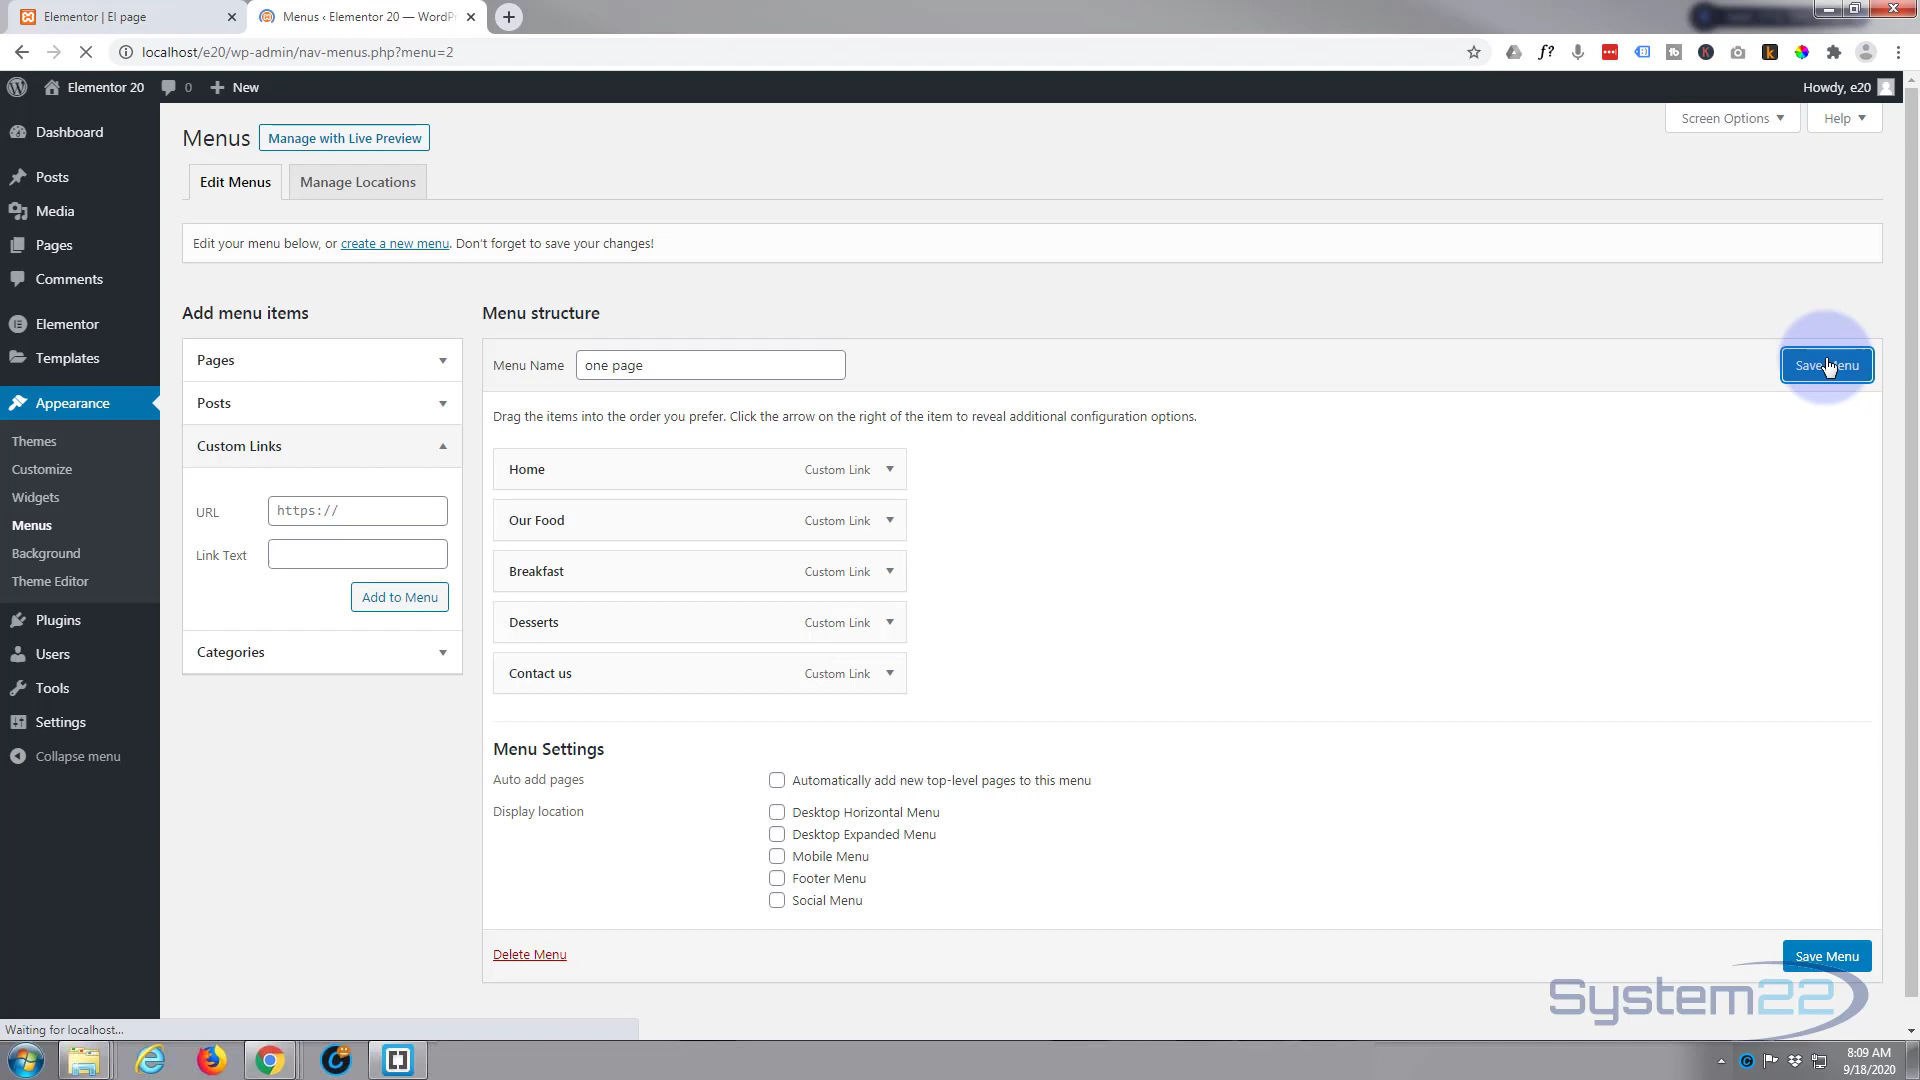 Elementor | El page
Menus ‹ Elementor 20 — WordPr
localhost/e20/wp-admin/nav-menus.php?menu=2
Elementor 20
0
New
Howdy, e20
Dashboard
Posts
Media
Pages
Comments
Elementor
Templates
Appearance
Themes
Customize
Widgets
Menus
Background
Theme Editor
Plugins
Users
Tools
Settings
Collapse menu
Screen Options
Help
Menus
Manage with Live Preview
Edit Menus
Manage Locations
Edit your menu below, or create a new menu. Don't forget to save your changes!
Add menu items
Pages
Posts
Custom Links
URL
https://
Link Text
Add to Menu
Categories
Menu structure
Menu Name
one page
Save Menu
Drag the items into the order you prefer. Click the arrow on the right of the item to reveal additional configuration options.
Home Custom Link
Our Food Custom Link
Breakfast Custom Link
Desserts Custom Link
Contact us Custom Link
Menu Settings
Auto add pages
Automatically add new top-level pages to this menu
Display location
Desktop Horizontal Menu
Desktop Expanded Menu
Mobile Menu
Footer Menu
Social Menu
Delete Menu
Save Menu
System22
Waiting for localhost...
8:09 AM
9/18/2020